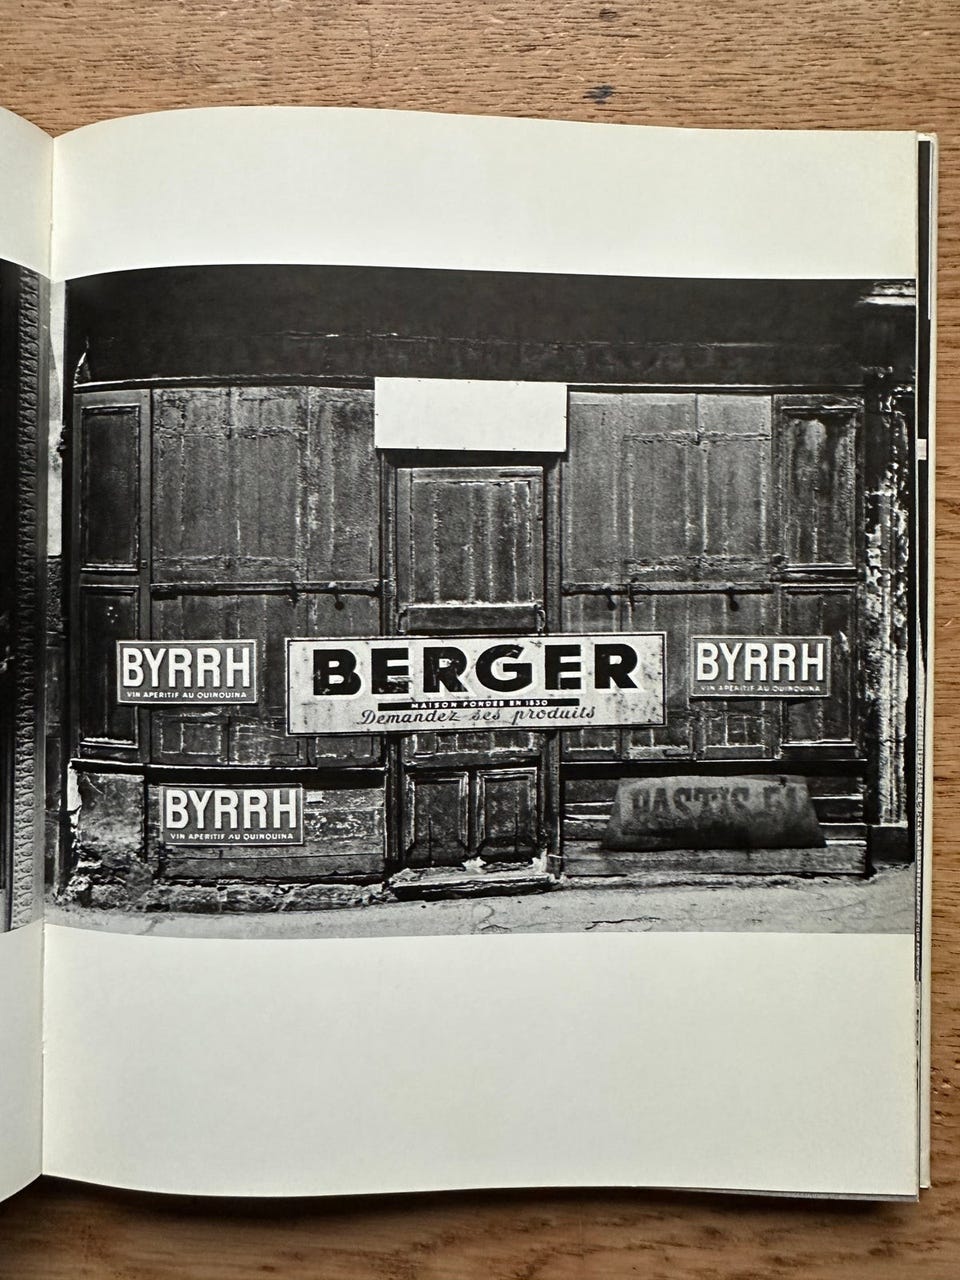 BYRRH
VIN APERITIF AU QUINQUINA
BERGER
MAISON FONDEE EN 1830
Demandez ses produits
BYRRH
VIN APERITIF AU QUINQUINA
BYRRH
VIN APERITIF AU QUINQUINA
PASTIS